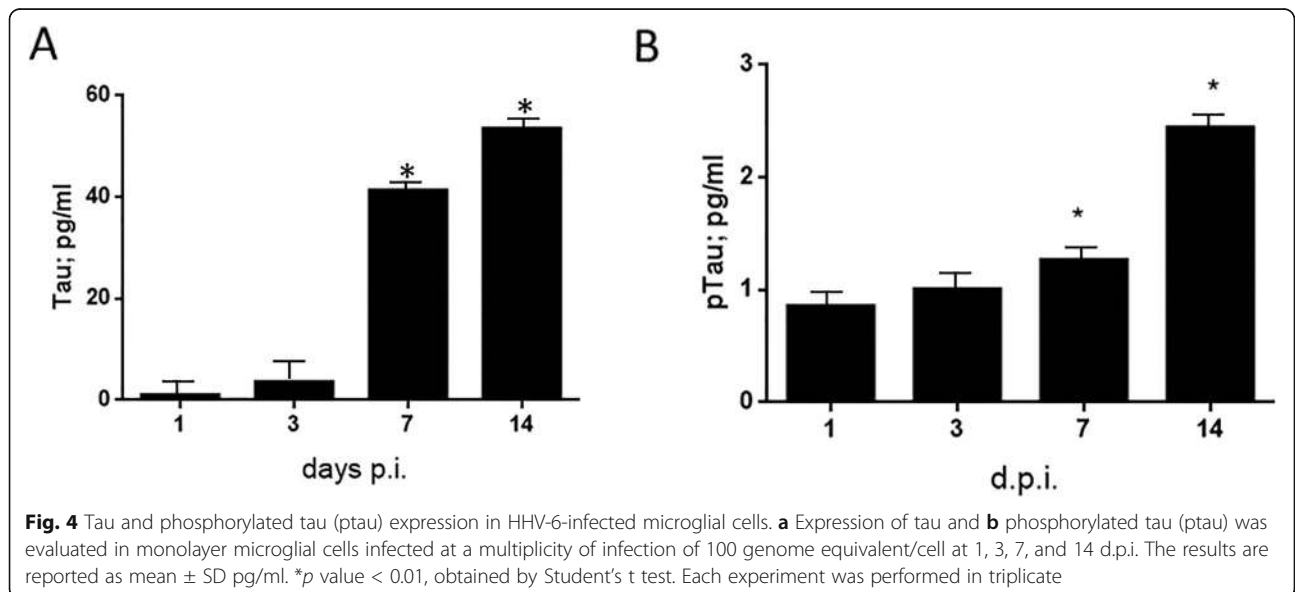 A
60
40
20
0
Tau; pg/ml
*
*
1 3 7 14
days p.i.
B
3
2
1
0
pTau; pg/ml
*
*
1 3 7 14
d.p.i.
Fig. 4 Tau and phosphorylated tau (ptau) expression in HHV-6-infected microglial cells. a Expression of tau and b phosphorylated tau (ptau) was
evaluated in monolayer microglial cells infected at a multiplicity of infection of 100 genome equivalent/cell at 1, 3, 7, and 14 d.p.i. The results are
reported as mean ± SD pg/ml. *p value < 0.01, obtained by Student's t test. Each experiment was performed in triplicate